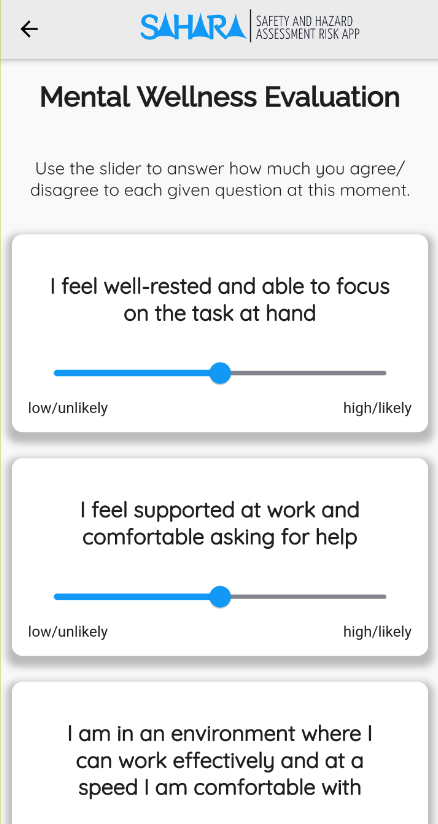 SAHARA
SAFETY AND HAZARD
ASSESSMENT RISK APP
Mental Wellness Evaluation
Use the slider to answer how much you agree/
disagree to each given question at this moment.
I feel well-rested and able to focus
on the task at hand
low/unlikely high/likely
I feel supported at work and
comfortable asking for help
low/unlikely high/likely
I am in an environment where I
can work effectively and at a
speed I am comfortable with